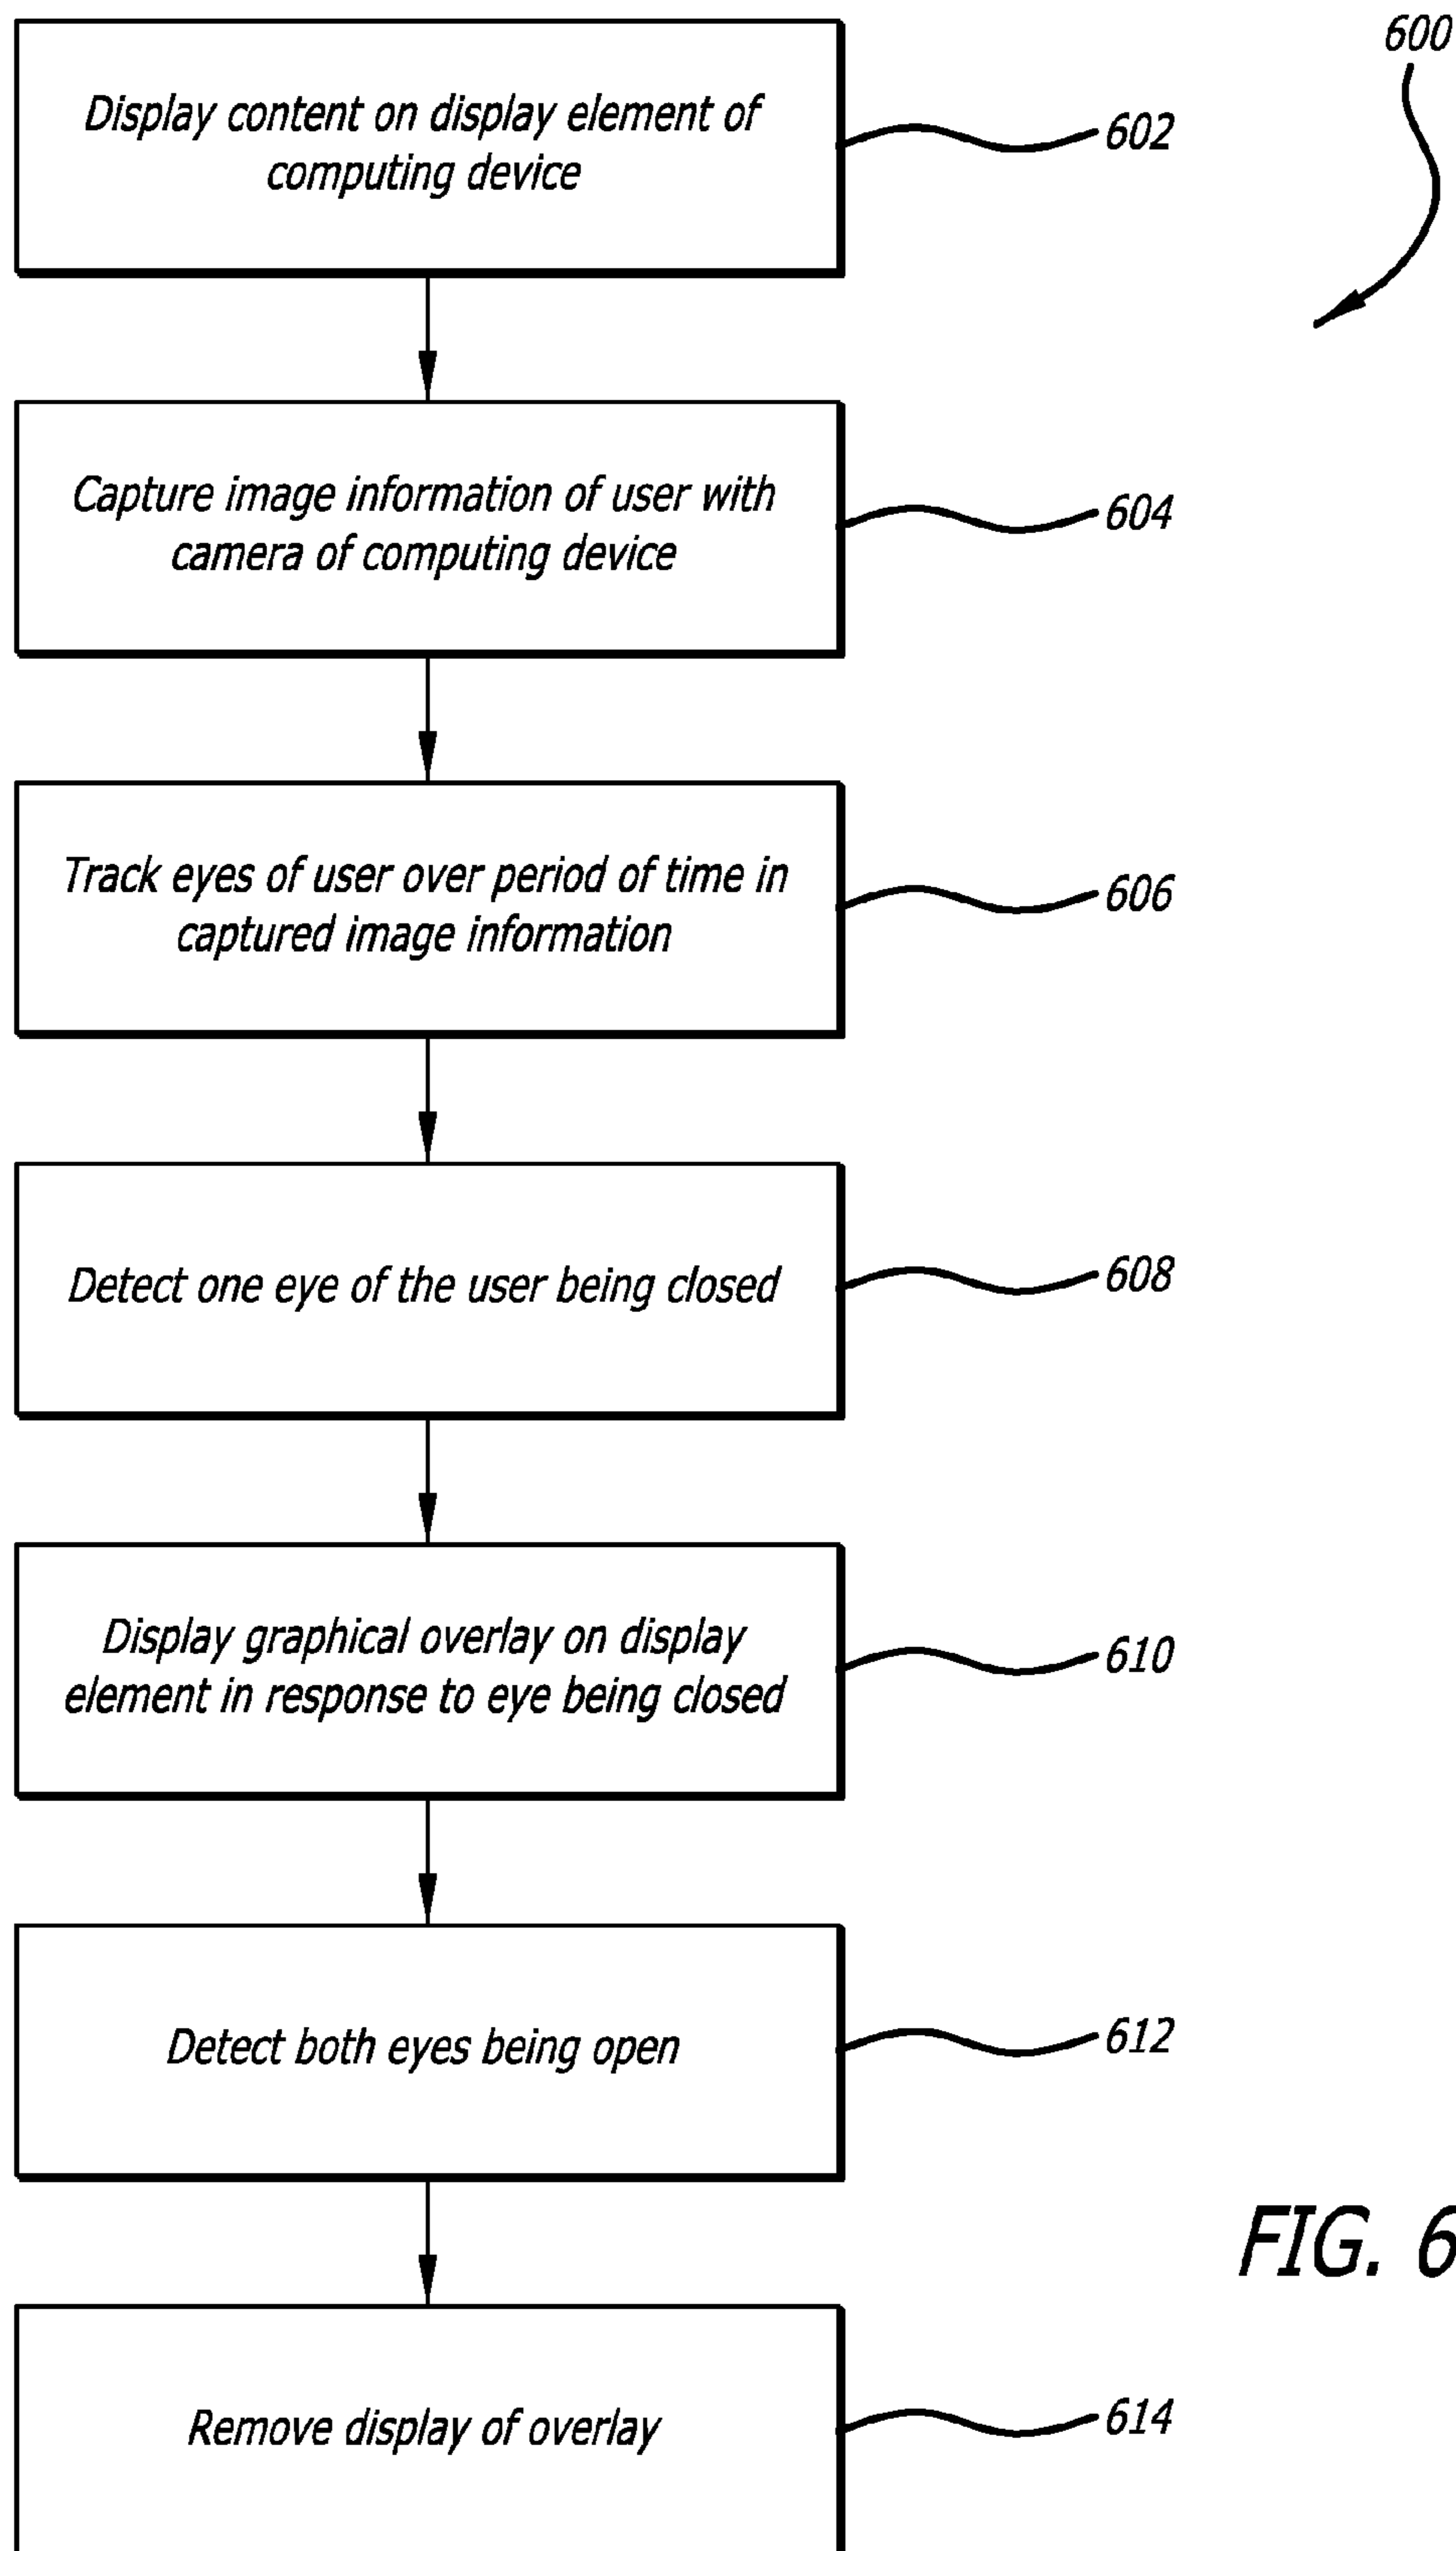 600
Display content on display element of
computing device
602
Capture image information of user with
camera of computing device
604
Track eyes of user over period of time in
captured image information
606
Detect one eye of the user being closed
608
Display graphical overlay on display
element in response to eye being closed
610
Detect both eyes being open
612
FIG. 6
Remove display of overlay
614